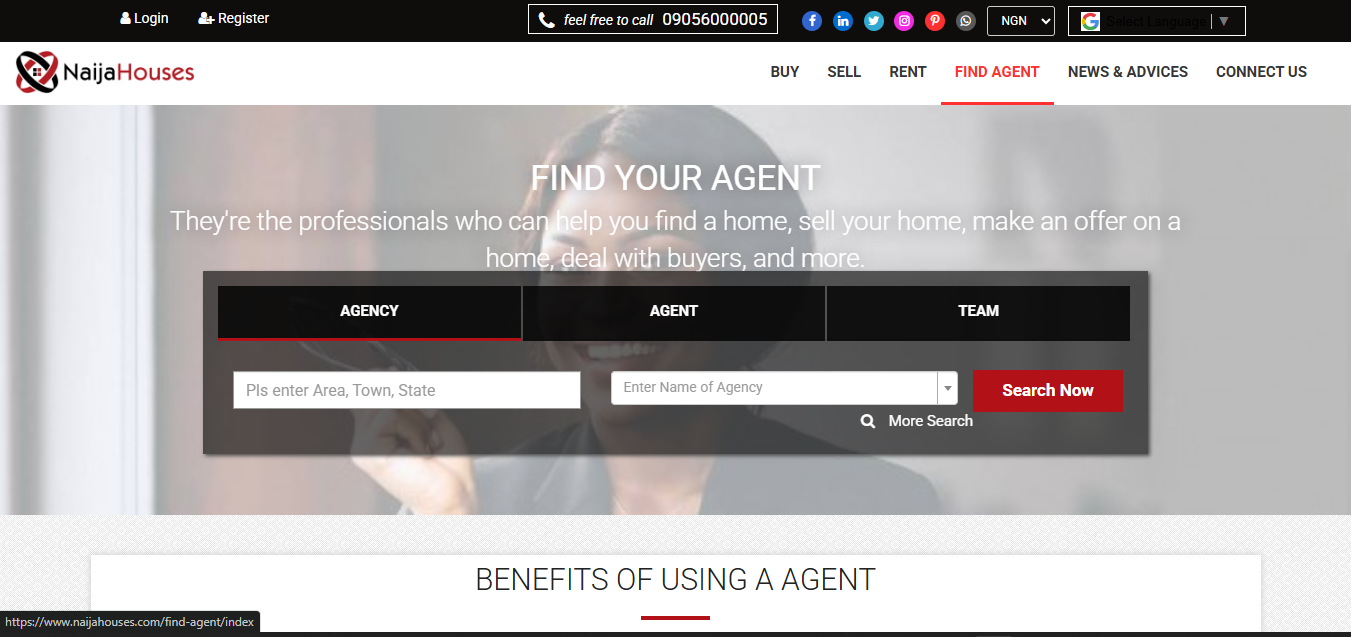 Login Register feel free to call 09056000005 NGN Select Language ▼
NaijaHouses BUY SELL RENT FIND AGENT NEWS & ADVICES CONNECT US
FIND YOUR AGENT
They're the professionals who can help you find a home, sell your home, make an offer on a
home, deal with buyers, and more.
AGENCY AGENT TEAM
Pls enter Area, Town, State Enter Name of Agency Search Now
More Search
BENEFITS OF USING A AGENT
https://www.naijahouses.com/find-agent/index